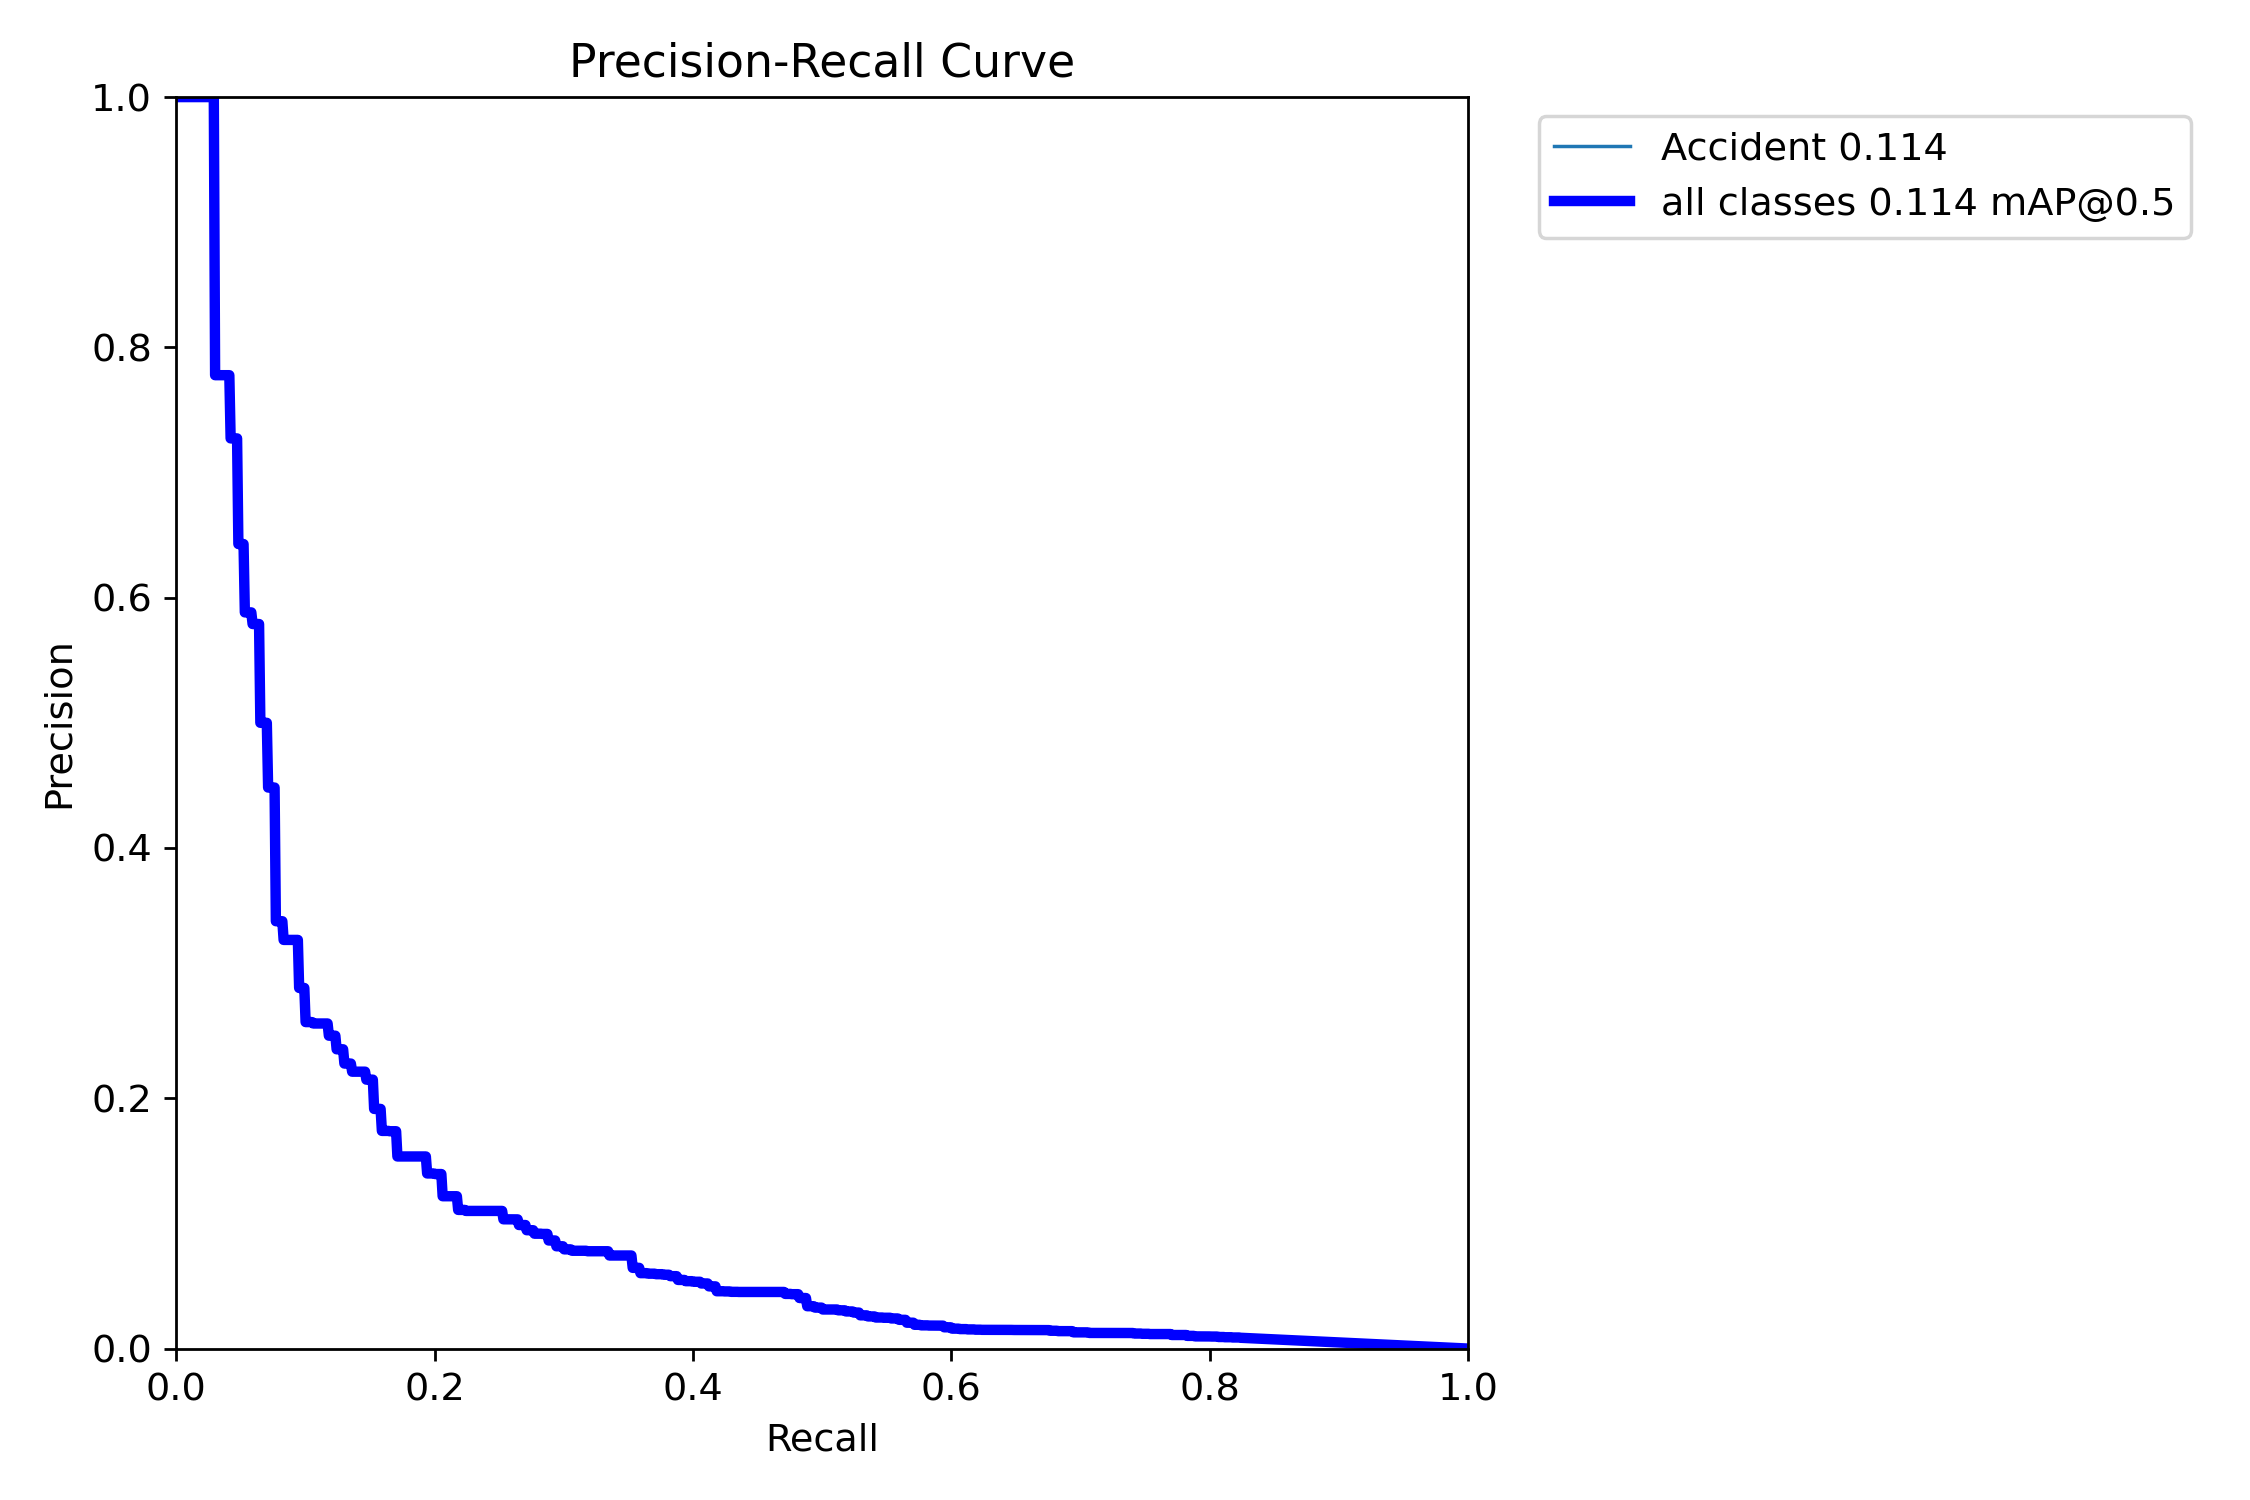 Precision-Recall Curve
1.0
0.8
0.6
0.4
0.2
0.0
Precision
0.0 0.2 0.4 0.6 0.8 1.0
Recall
Accident 0.114
all classes 0.114 mAP@0.5